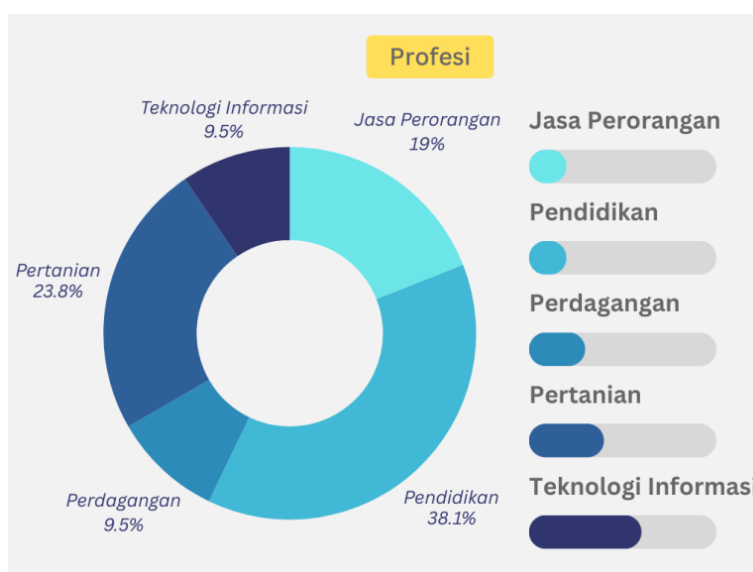 Profesi
Teknologi Informasi
9.5%
Jasa Perorangan
19%
Pertanian
23.8%
Perdagangan
9.5%
Pendidikan
38.1%
Jasa Perorangan
Pendidikan
Perdagangan
Pertanian
Teknologi Informasi